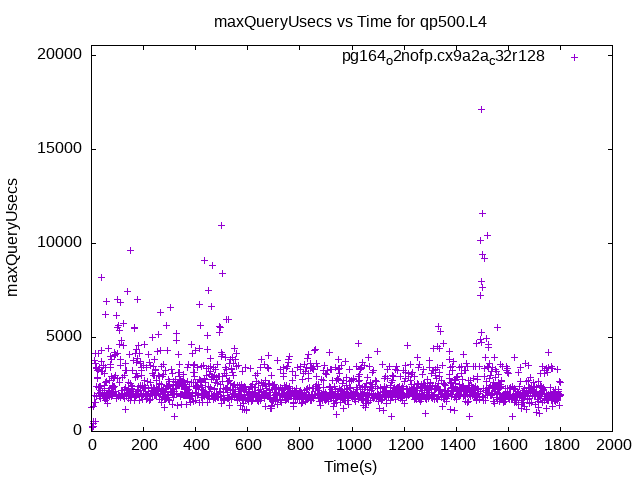 maxQueryUsecs vs Time for qp500.L4
pg164o2nofp.cx9a2ac32r128
maxQueryUsecs
20000
15000
10000
5000
0
0 200 400 600 800 1000 1200 1400 1600 1800 2000
Time(s)